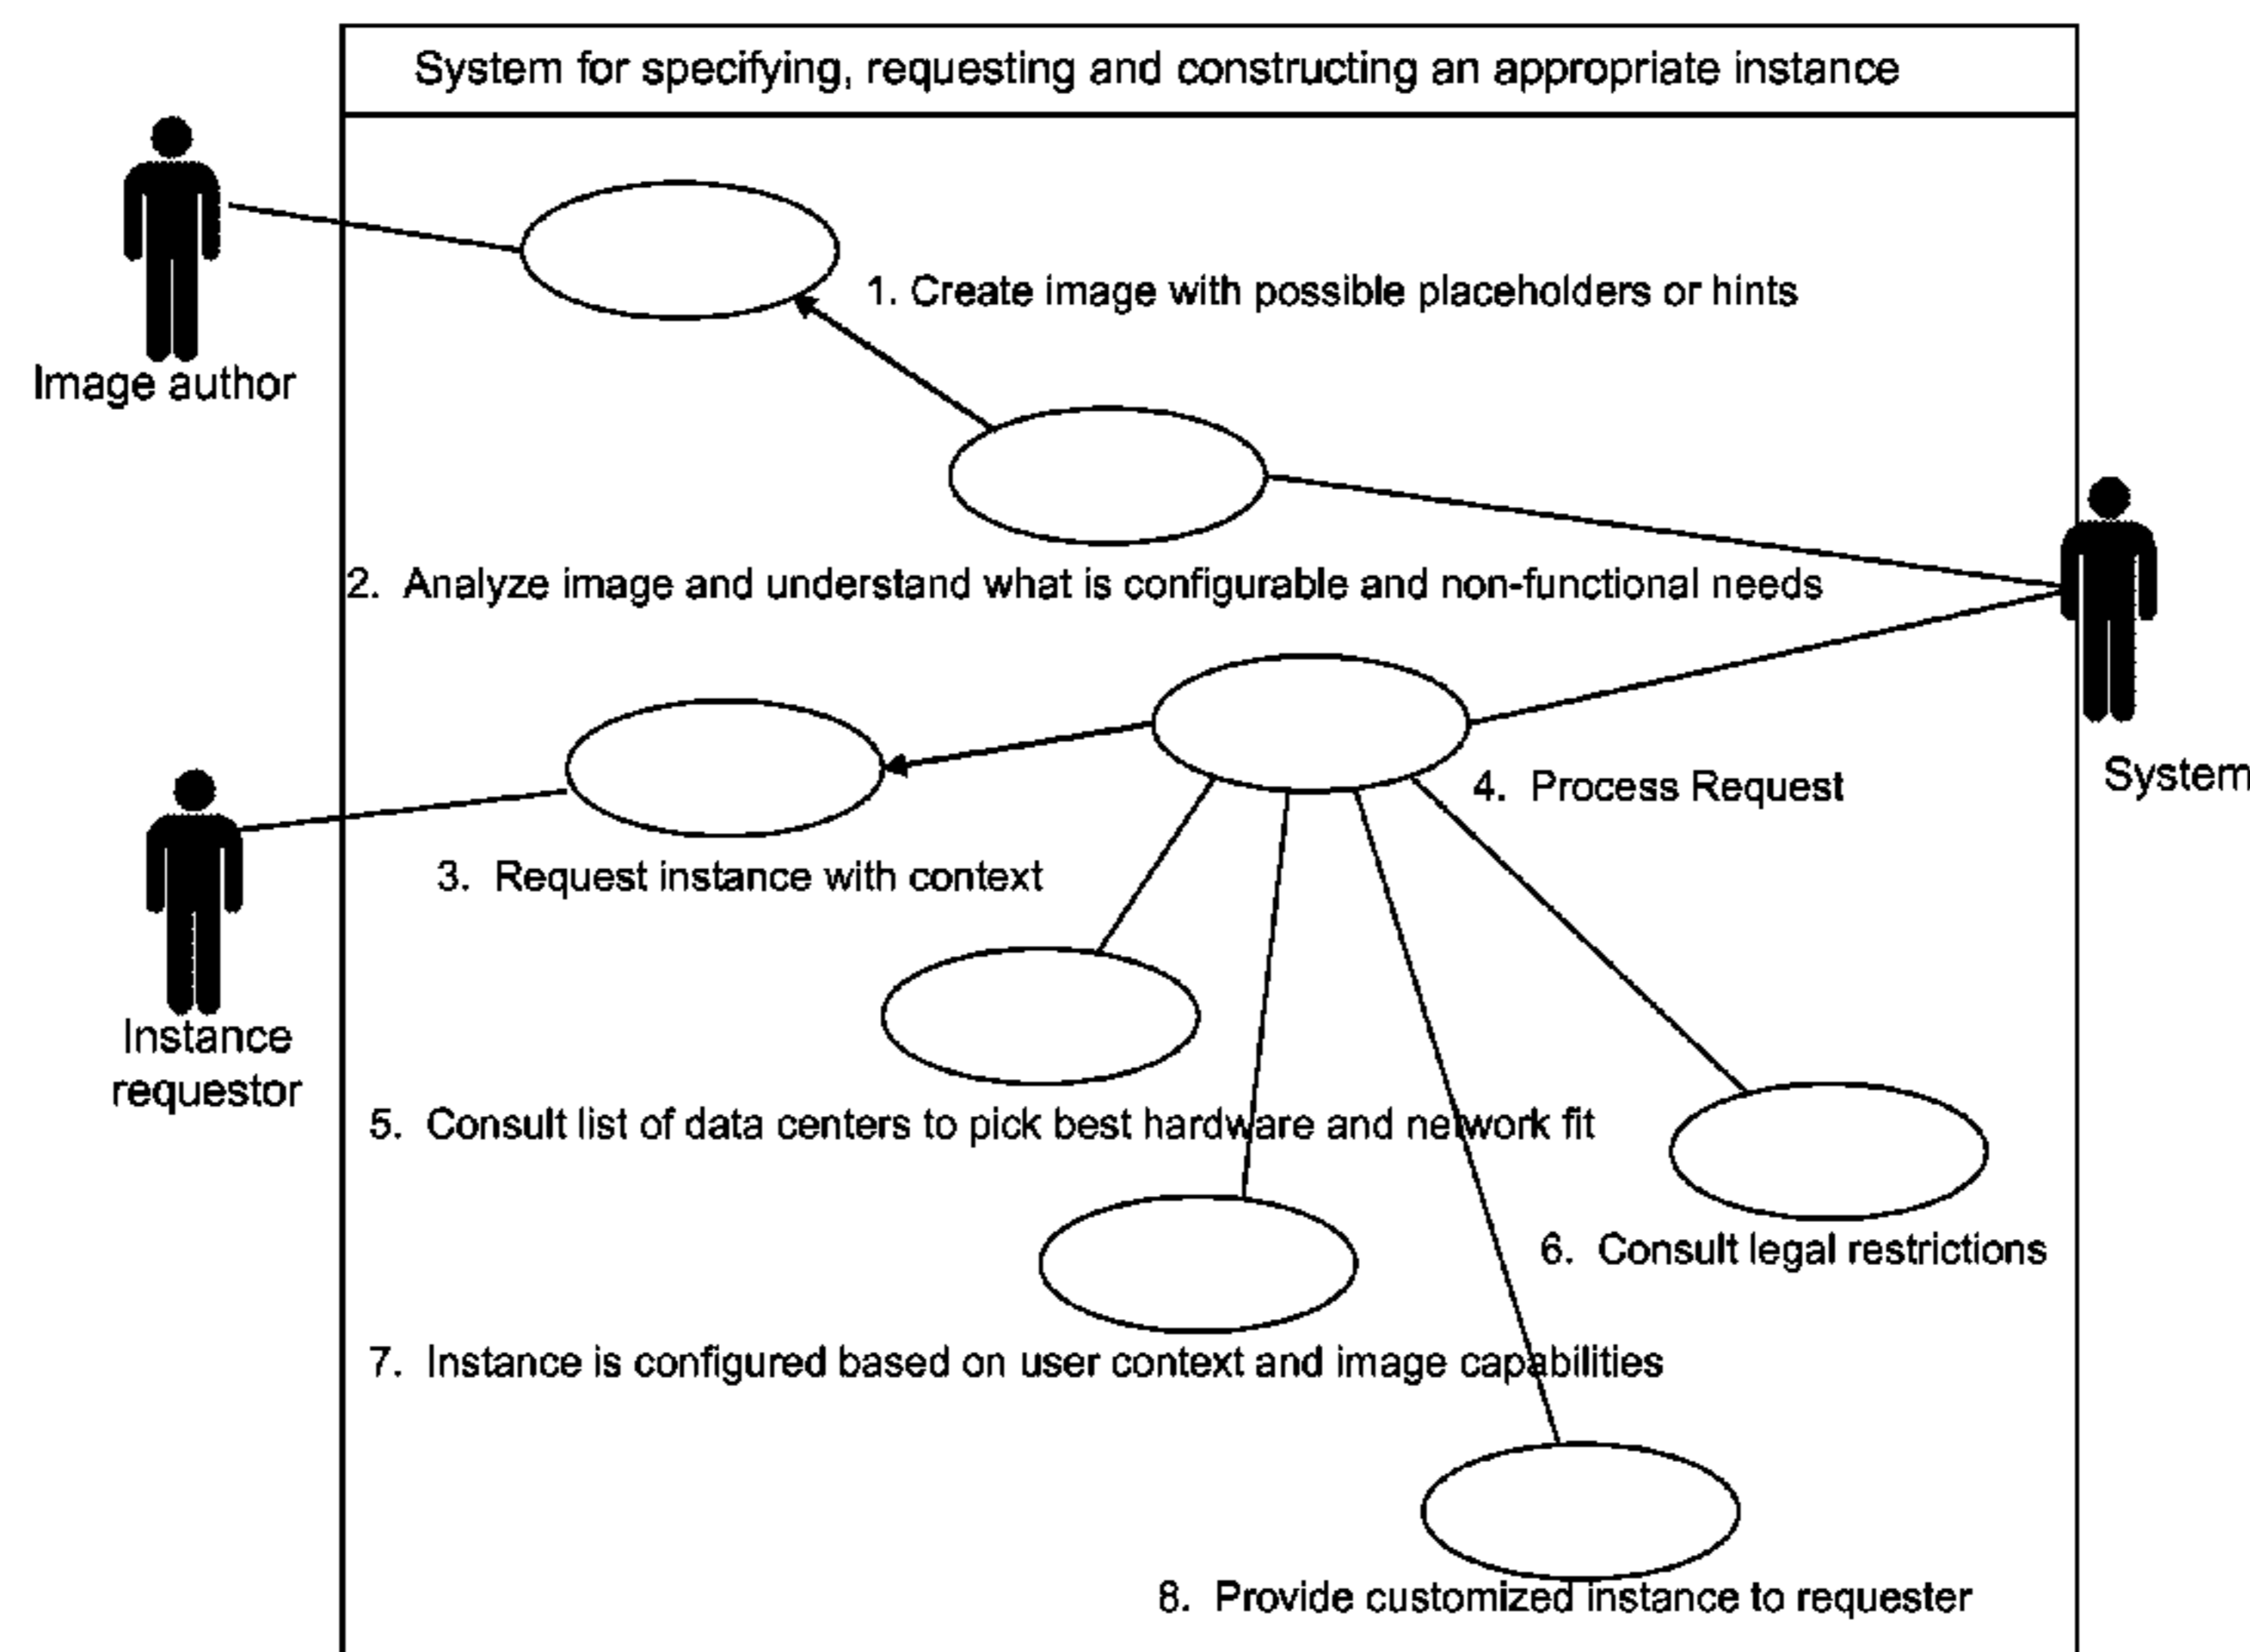 System for specifying, requesting and constructing an appropriate instance
1. Create image with possible placeholders or hints
Image author
2. Analyze image and understand what is configurable and non-functional needs
System
4. Process Request
3. Request instance with context
Instance
requestor
5. Consult list of data centers to pick best hardware and network fit
6. Consult legal restrictions
7. Instance is configured based on user context and image capabilities
8. Provide customized instance to requester